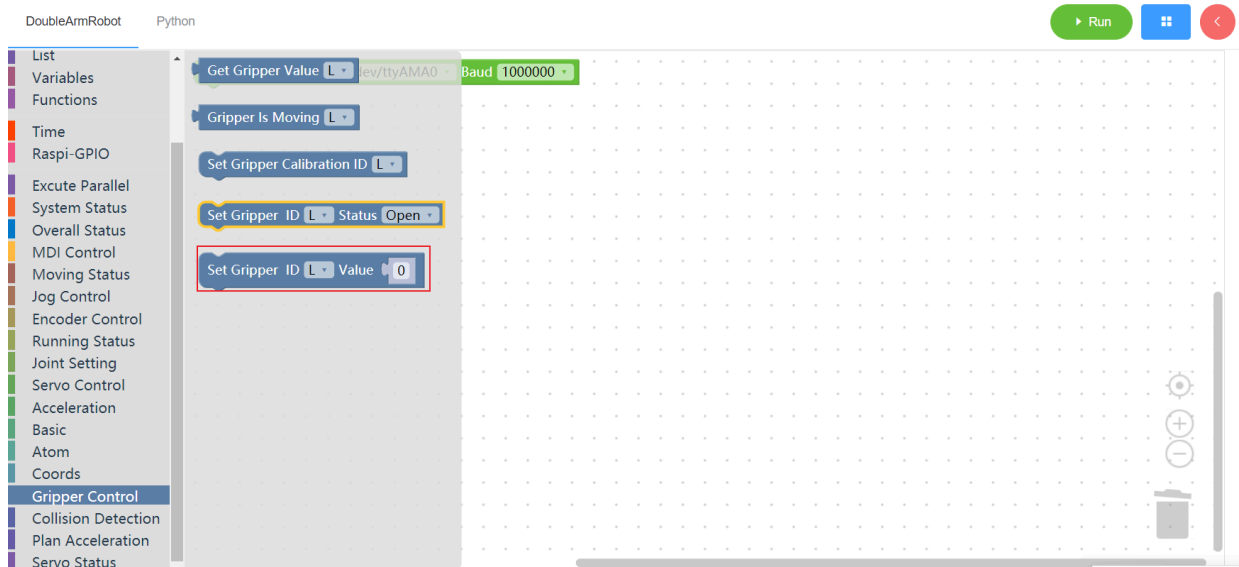 DoubleArmRobot Python Run
List
Variables
Functions
Time
Raspi-GPIO
Excute Parallel
System Status
Overall Status
MDI Control
Moving Status
Jog Control
Encoder Control
Running Status
Joint Setting
Servo Control
Acceleration
Basic
Atom
Coords
Gripper Control
Collision Detection
Plan Acceleration
Servo Status
Get Gripper Value L dev/ttyAMA0 Baud 1000000
Gripper Is Moving L
Set Gripper Calibration ID L
Set Gripper ID L Status Open
Set Gripper ID L Value 0